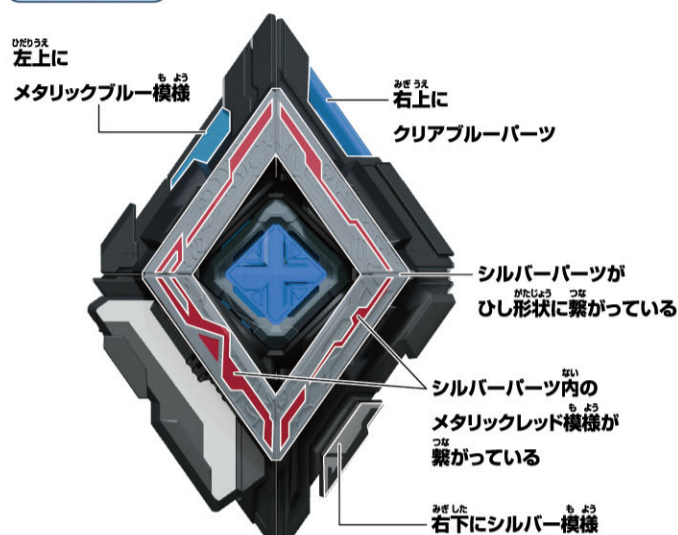 左上に
メタリックブルー模様
右上に
クリアブルーパーツ
シルバーパーツが
ひし形状に繋がっている
シルバーパーツ内の
メタリックレッド模様が
繋がっている
右下にシルバー模様